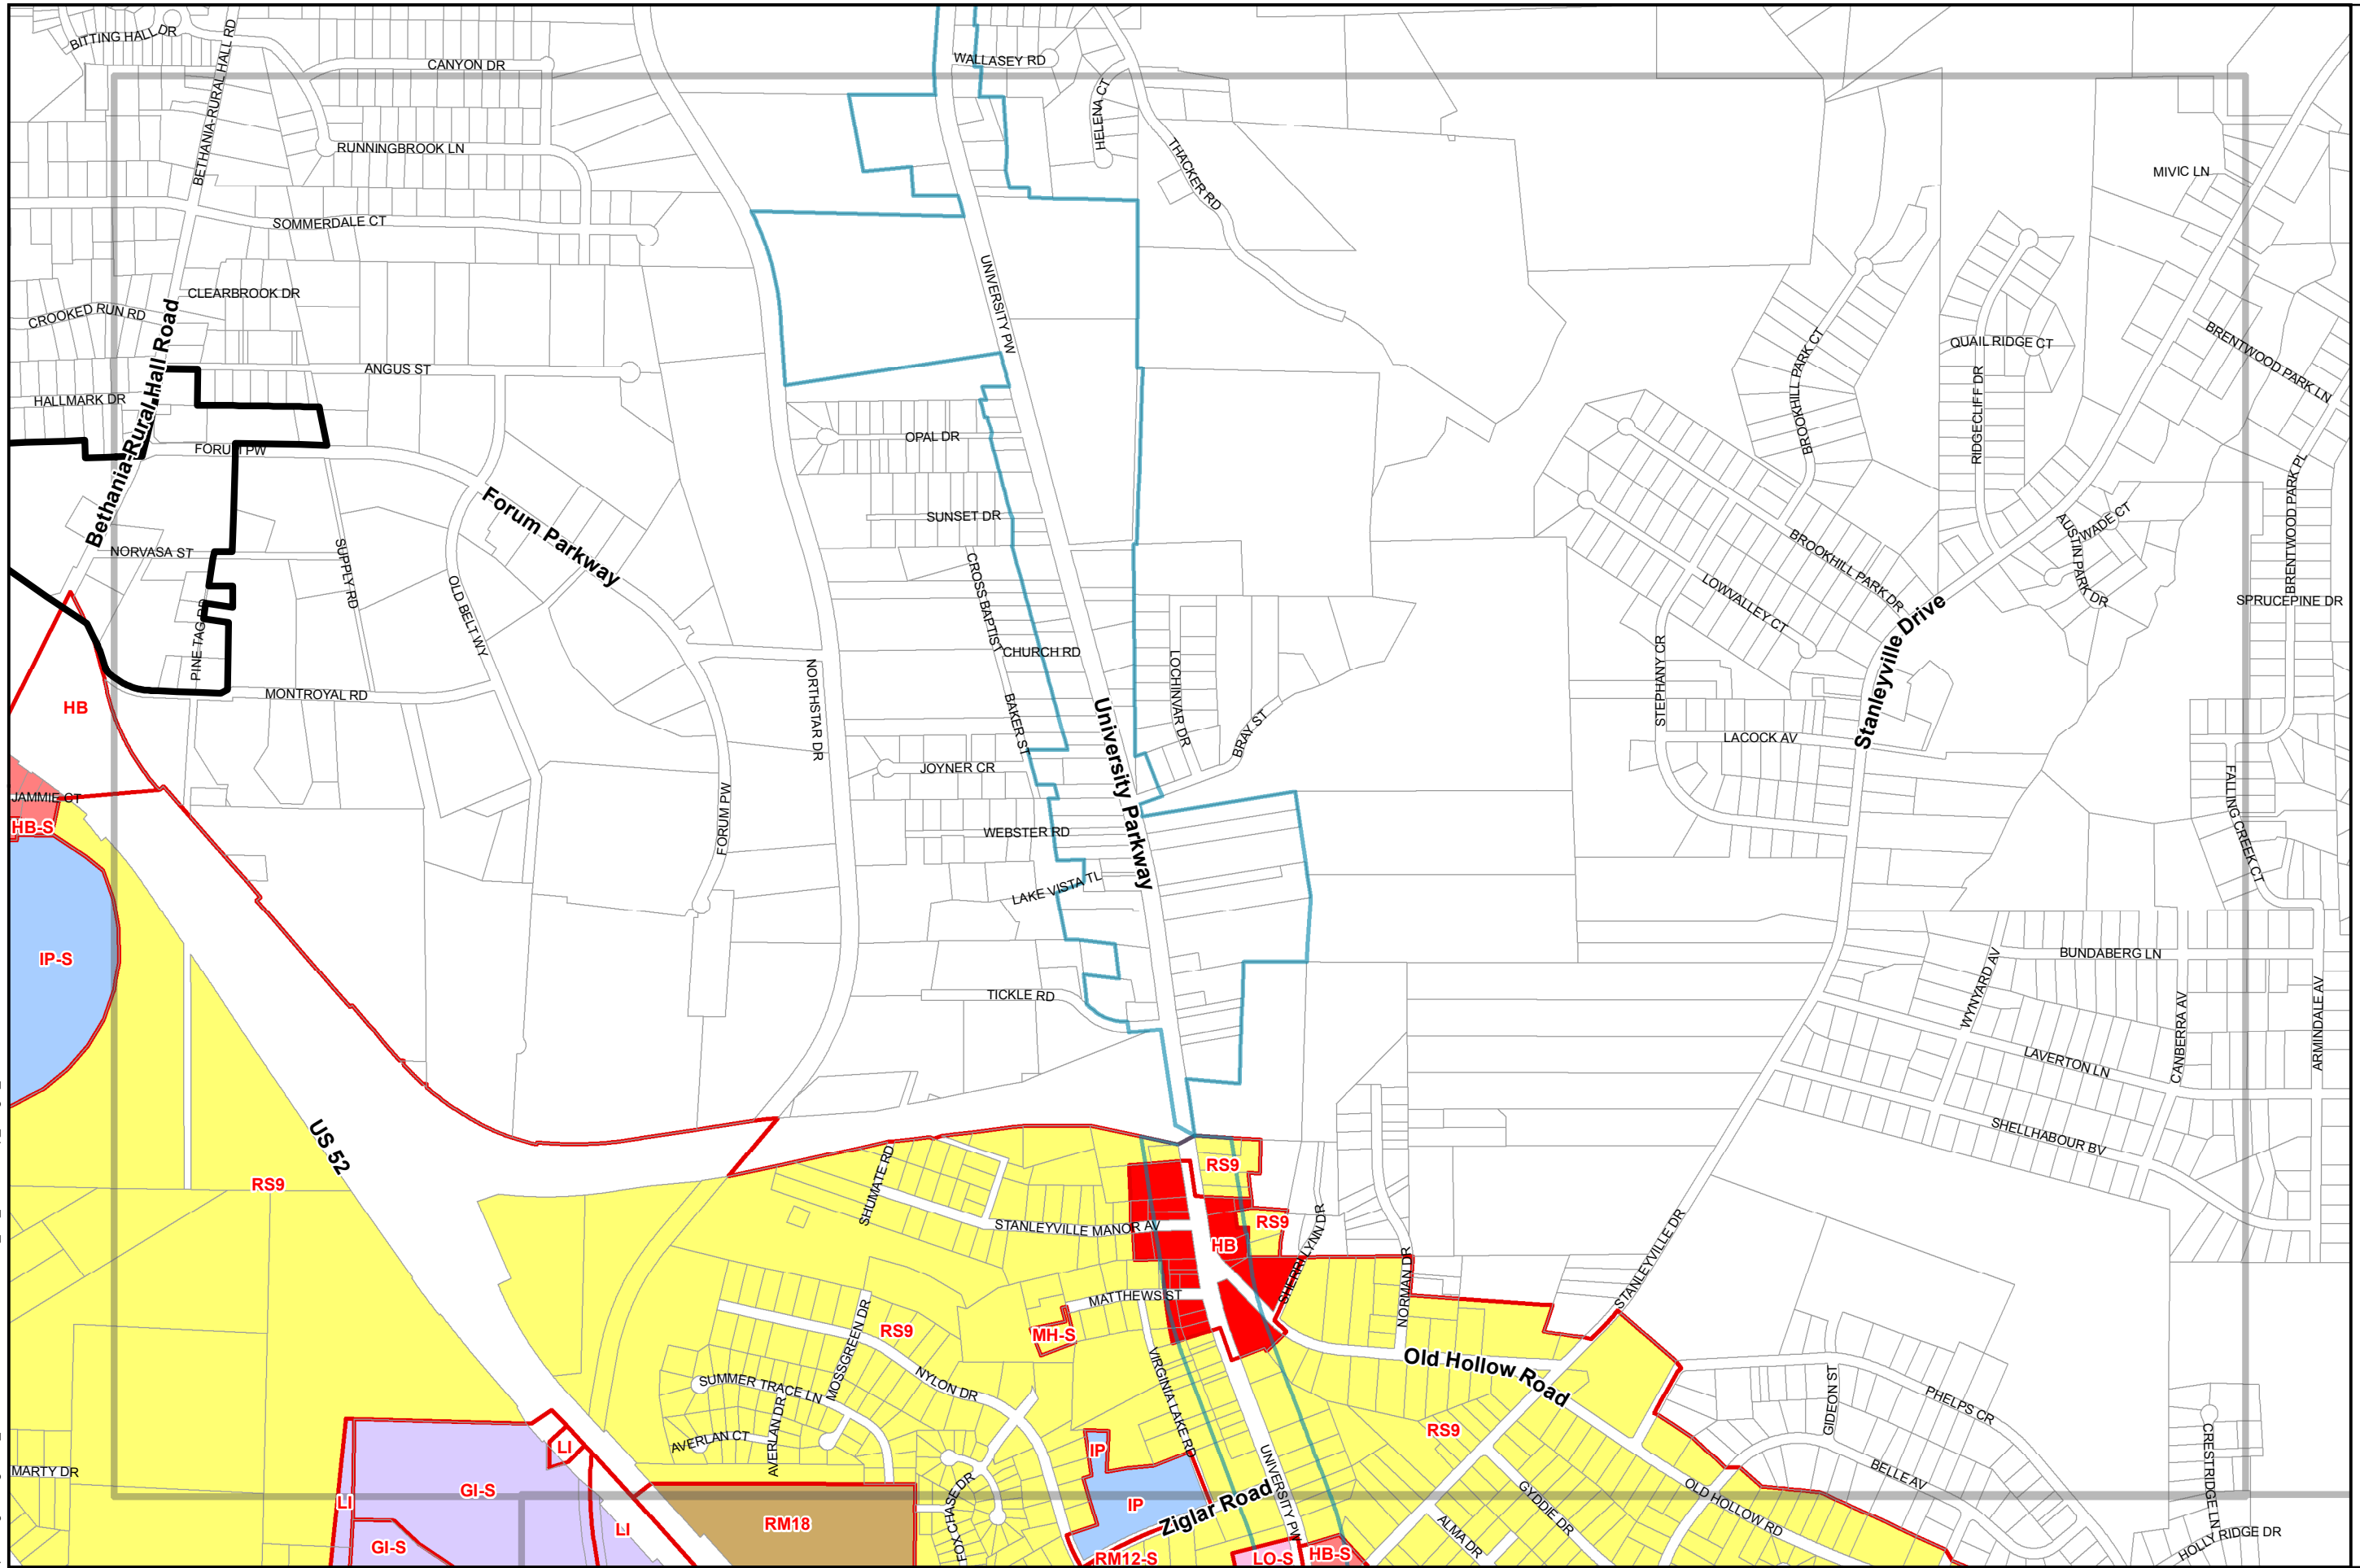 BITTING HALL DR
BETHANIA-RURAL HALL RD
CANYON DR
WALLASEY RD
HELENA CT
RUNNINGBROOK LN
THACKER RD
MIVIC LN
SOMMERDALE CT
UNIVERSITY PW
CLEARBROOK DR
CROOKED RUN RD
Bethania-Rural Hall Road
ANGUS ST
HALLMARK DR
QUAIL RIDGE CT
BRENTWOOD PARK LN
BROOKHILL PARK CT
RIDGECLIFF DR
OPAL DR
FORUM PW
Forum Parkway
SUNSET DR
BRENTWOOD PARK PL
AUSTIN PARK DR
WADE CT
NORVASA ST
SUPPLY RD
OLD BELT WY
CROSS BAPTIST
CHURCH RD
BROOKHILL PARK DR
LOWVALLEY CT
SPRUCEPINE DR
Stanleyville Drive
PINE TAG RD
MONTROYAL RD
NORTHSTAR DR
BAKER ST
LOCHINVAR DR
BRAY ST
STEPHANY CR
LACOCK AV
HB
University Parkway
JOYNER CR
JAMMIE CT
HB-S
FORUM PW
WEBSTER RD
FALLING CREEK CT
LAKE VISTA TL
IP-S
TICKLE RD
BUNDABERG LN
WYNYARD AV
CANBERRA AV
ARMINDALE AV
LAVERTON LN
SHELLHABOUR BV
US 52
RS9
SHUMATE RD
RS9
STANLEYVILLE MANOR AV
RS9
HB
SHERRILYNN DR
NORMAN DR
STANLEYVILLE DR
MATTHEWS ST
RS9
MH-S
MOSSGREEN DR
NYLON DR
VIRGINIA LAKE RD
Old Hollow Road
SUMMER TRACE LN
AVERLAN DR
AVERLAN CT
RS9
GIDEON ST
PHELPS CR
BELLE AV
CRESTRIDGE LN
LI
IP
MARTY DR
GI-S
LI
IP
UNIVERSITY PW
Ziglar Road
OLD HOLLOW RD
GYDDIE DR
ALMA DR
FOX CHASE DR
RM18
LI
GI-S
RM12-S
LO-S
HB-S
HOLLY RIDGE DR